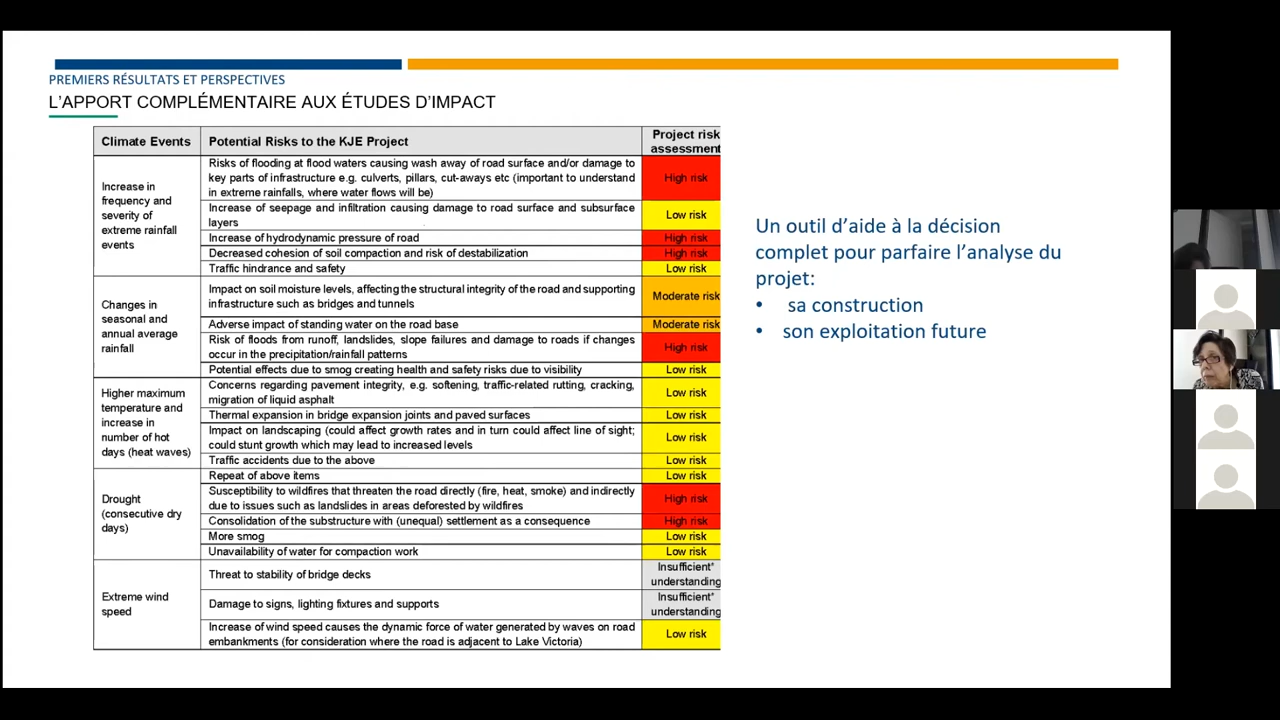 PREMIERS RÉSULTATS ET PERSPECTIVES
L'APPORT COMPLÉMENTAIRE AUX ÉTUDES D'IMPACT
Climate Events
Potential Risks to the KJE Project
Project risk
assessment
Increase in
frequency and
severity of
extreme rainfall
events
Risks of flooding at flood waters causing wash away of road surface and/or damage to
key parts of infrastructure e.g. culverts, pillars, cut-aways etc (important to understand
in extreme rainfalls, where water flows will be)
High risk
Increase of seepage and infiltration causing damage to road surface and subsurface
layers
Low risk
Increase of hydrodynamic pressure of road
High risk
Decreased cohesion of soil compaction and risk of destabilization
High risk
Traffic hindrance and safety
Low risk
Changes in
seasonal and
annual average
rainfall
Impact on soil moisture levels, affecting the structural integrity of the road and supporting
infrastructure such as bridges and tunnels
Moderate risk
Adverse impact of standing water on the road base
Moderate risk
Risk of floods from runoff, landslides, slope failures and damage to roads if changes
occur in the precipitation/rainfall patterns
High risk
Potential effects due to smog creating health and safety risks due to visibility
Low risk
Higher maximum
temperature and
increase in
number of hot
days (heat waves)
Concerns regarding pavement integrity, e.g. softening, traffic-related rutting, cracking,
migration of liquid asphalt
Low risk
Thermal expansion in bridge expansion joints and paved surfaces
Low risk
Impact on landscaping (could affect growth rates and in turn could affect line of sight;
could stunt growth which may lead to increased levels
Low risk
Traffic accidents due to the above
Low risk
Drought
(consecutive dry
days)
Repeat of above items
Low risk
Susceptibility to wildfires that threaten the road directly (fire, heat, smoke) and indirectly
due to issues such as landslides in areas deforested by wildfires
High risk
Consolidation of the substructure with (unequal) settlement as a consequence
High risk
More smog
Low risk
Unavailability of water for compaction work
Low risk
Extreme wind
speed
Threat to stability of bridge decks
Insufficient*
understanding
Damage to signs, lighting fixtures and supports
Insufficient*
understanding
Increase of wind speed causes the dynamic force of water generated by waves on road
embankments (for consideration where the road is adjacent to Lake Victoria)
Low risk
Un outil d'aide à la décision
complet pour parfaire l'analyse du
projet:
• sa construction
• son exploitation future